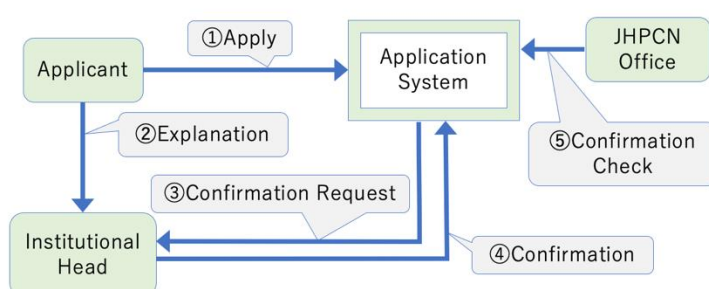 ①Apply
JHPCN
Office
Applicant
Application
System
②Explanation
⑤Confirmation
Check
③Confirmation Request
Institutional
Head
④Confirmation